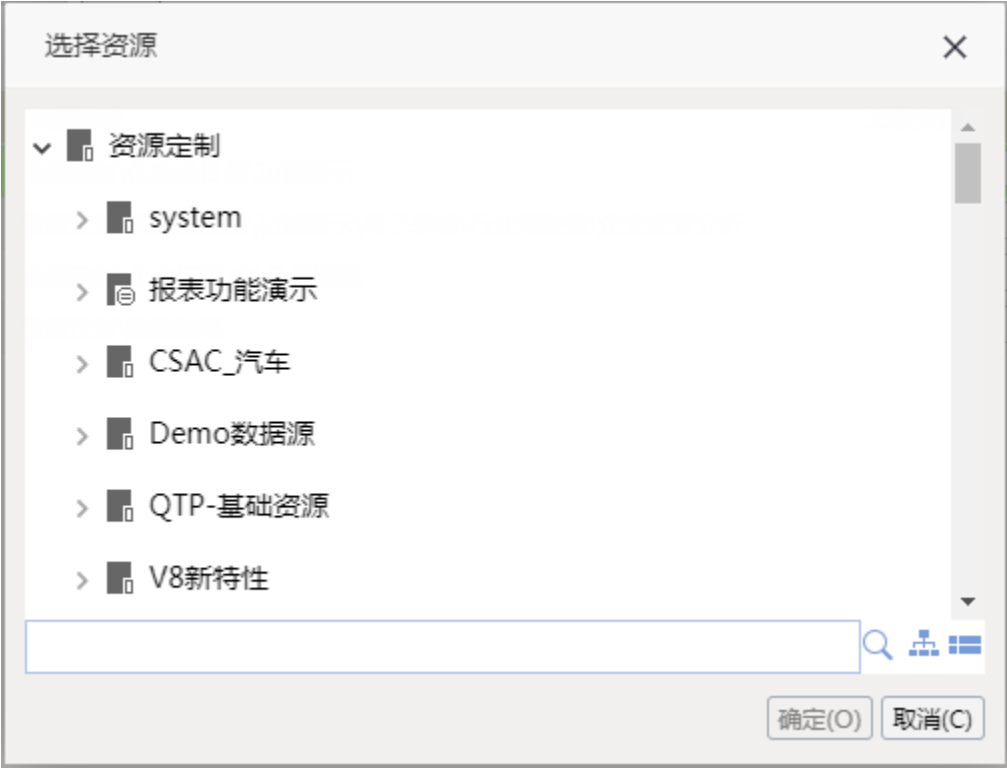 选择资源
资源定制
system
报表功能演示
CSAC_汽车
Demo数据源
QTP-基础资源
V8新特性
确定(O) 取消(C)